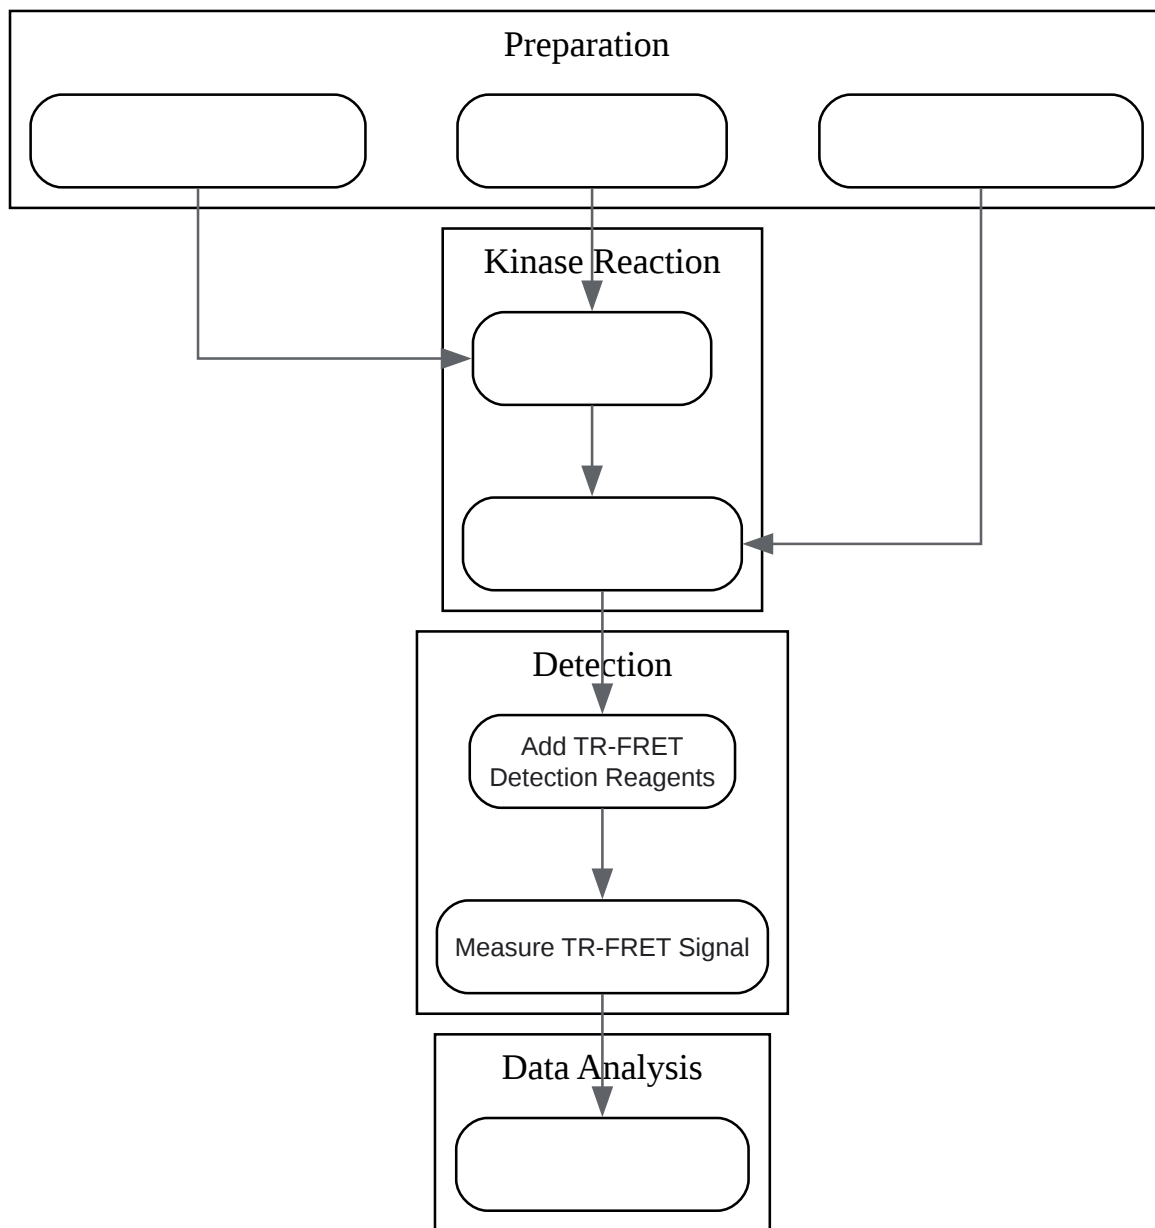 Preparation
Kinase Reaction
Detection
Add TR-FRET
Detection Reagents
Measure TR-FRET Signal
Data Analysis